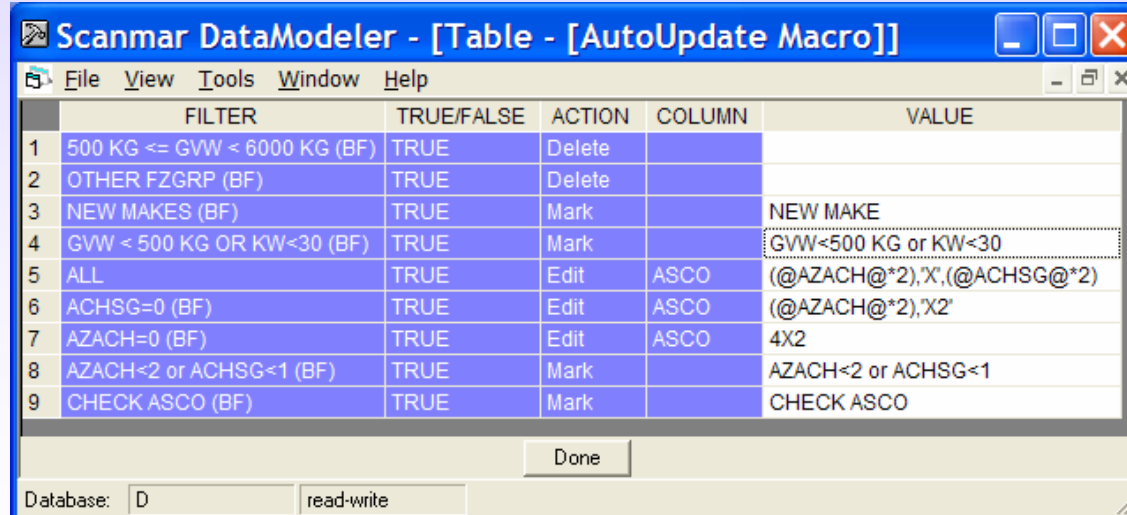 Scanmar DataModeler - [Table - [AutoUpdate Macro]]
File View Tools Window Help
FILTER TRUE/FALSE ACTION COLUMN VALUE
1 500 KG <= GVW < 6000 KG (BF) TRUE Delete
2 OTHER FZGRP (BF) TRUE Delete
3 NEW MAKES (BF) TRUE Mark NEW MAKE
4 GVW < 500 KG OR KW<30 (BF) TRUE Mark GVW<500 KG or KW<30
5 ALL TRUE Edit ASCO (@AZACH@*2),'X',(@ACHSG@*2)
6 ACHSG=0 (BF) TRUE Edit ASCO (@AZACH@*2),'X2'
7 AZACH=0 (BF) TRUE Edit ASCO 4X2
8 AZACH<2 or ACHSG<1 (BF) TRUE Mark AZACH<2 or ACHSG<1
9 CHECK ASCO (BF) TRUE Mark CHECK ASCO
Done
Database: D read-write